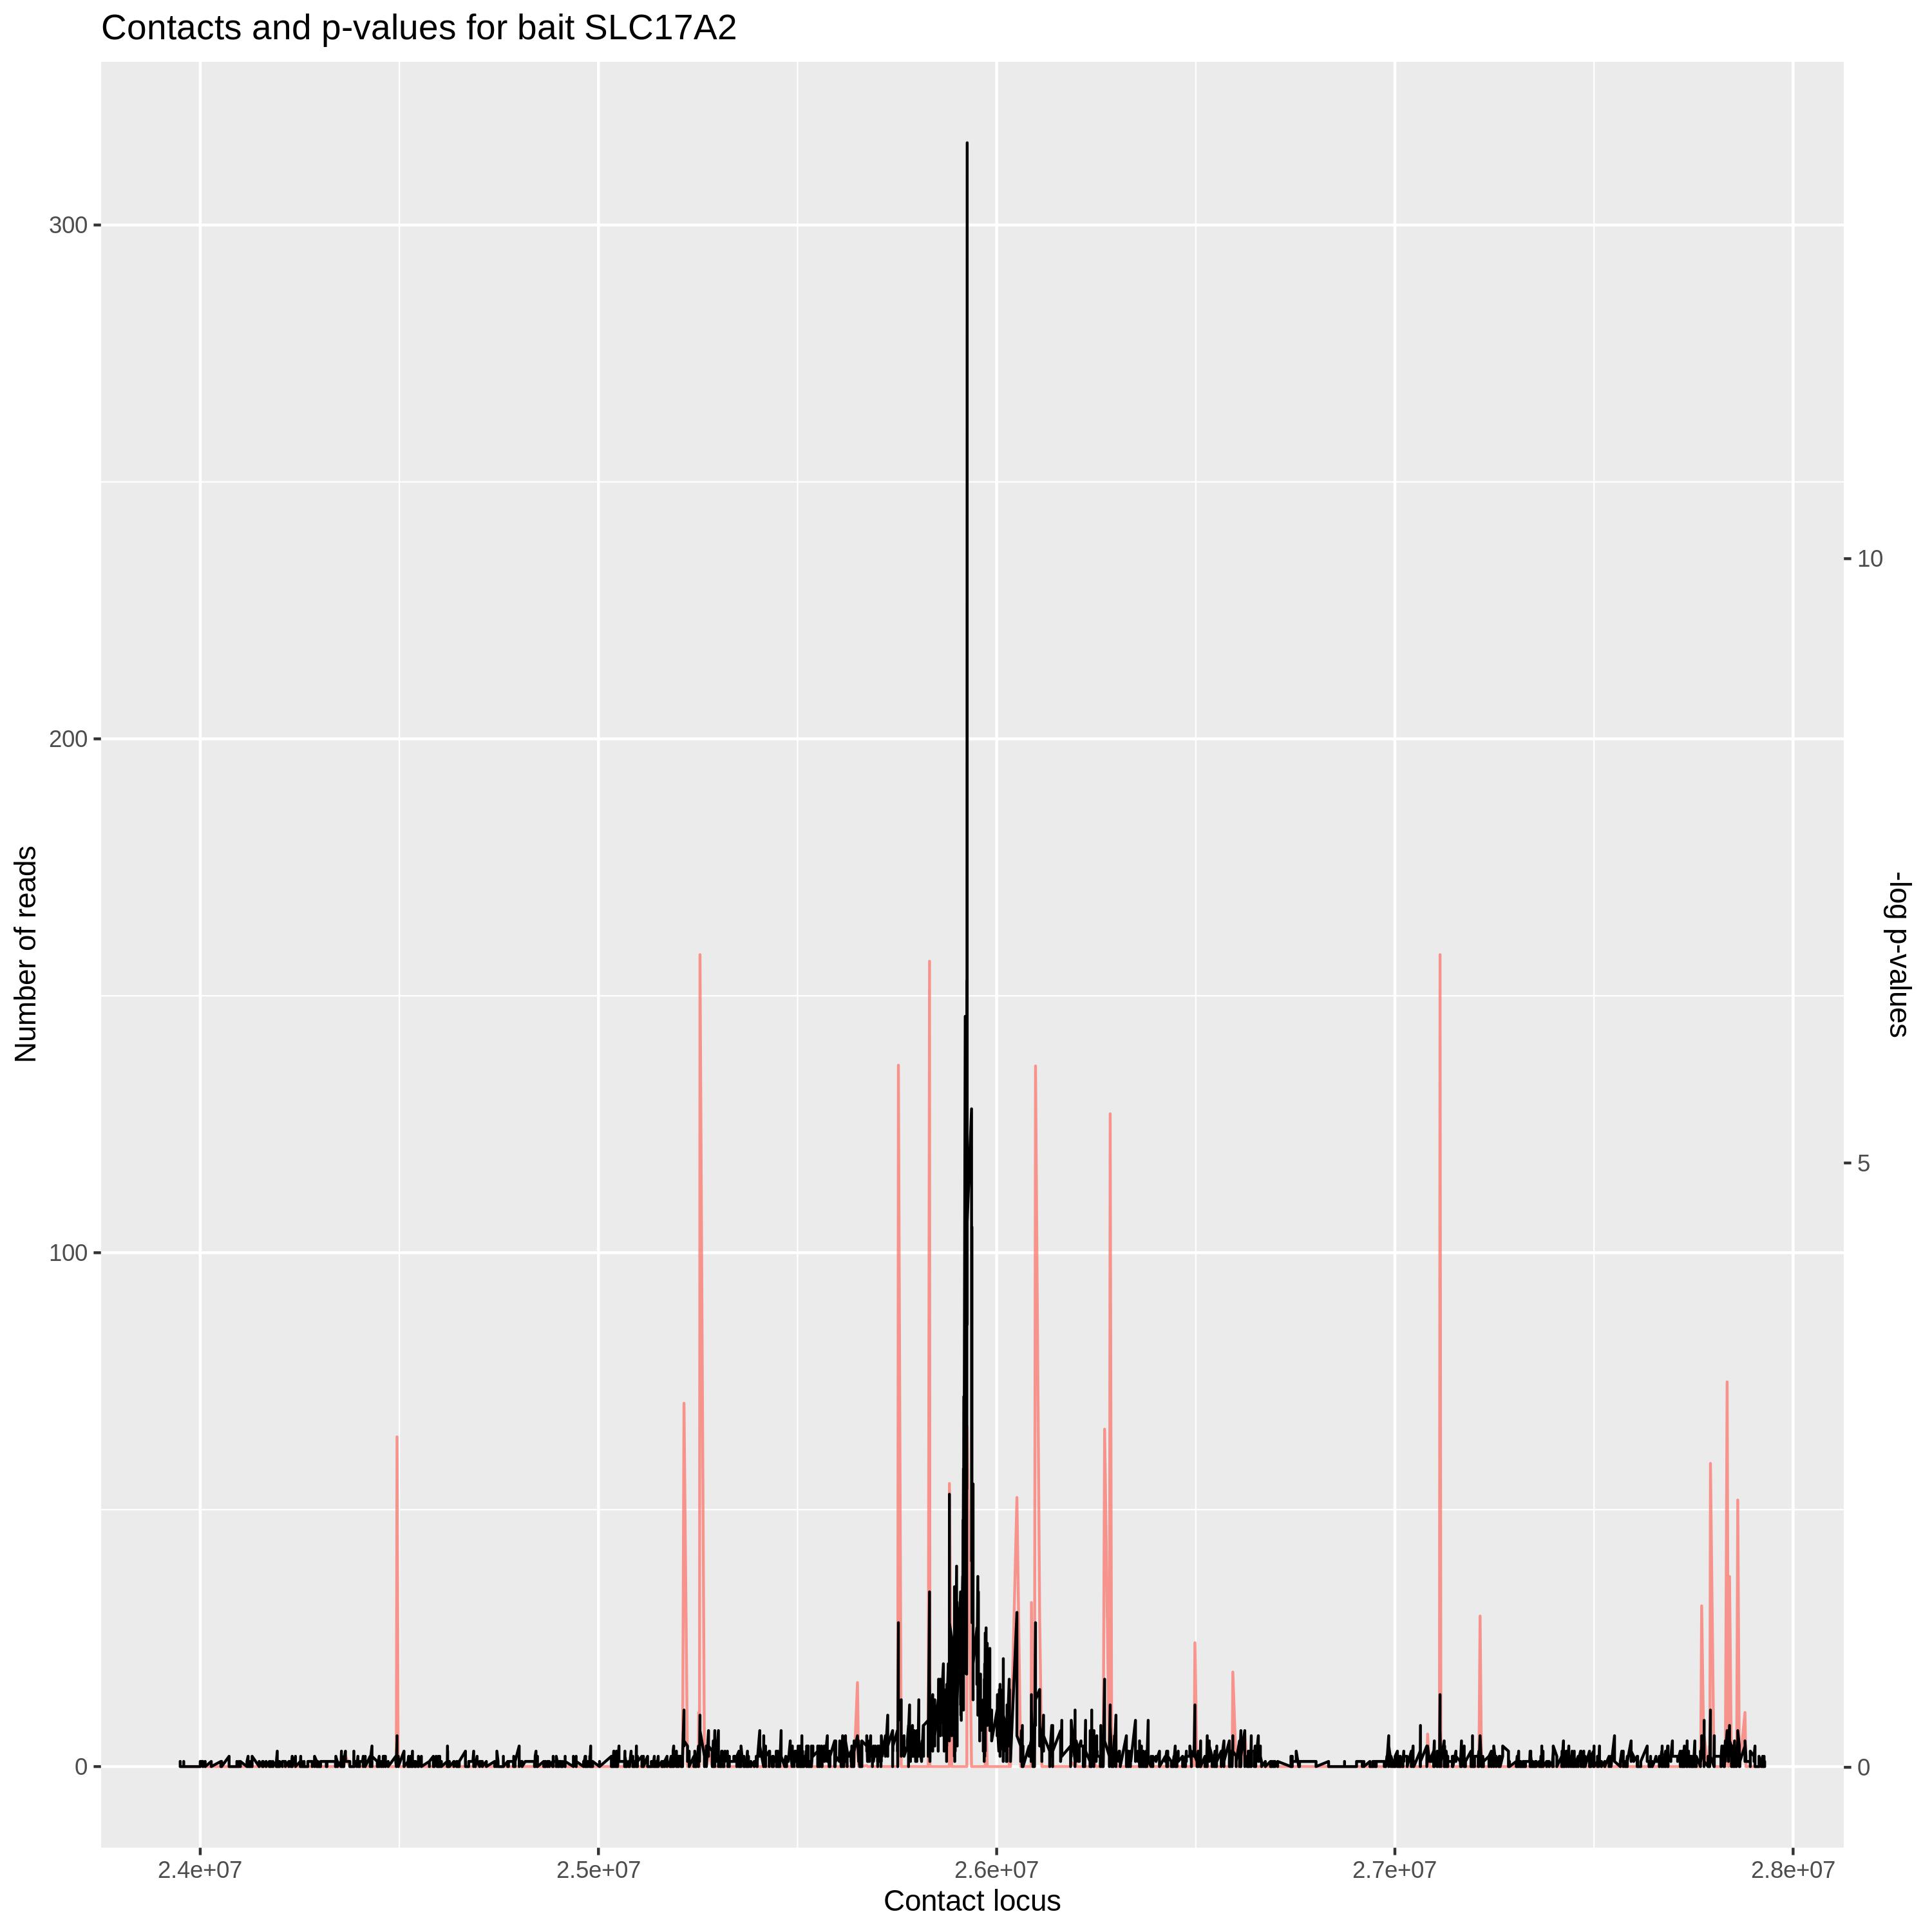 Contacts and p-values for bait SLC17A2
300
200
100
0
Number of reads
10
5
0
-log p-values
2.4e+07 2.5e+07 2.6e+07 2.7e+07 2.8e+07
Contact locus